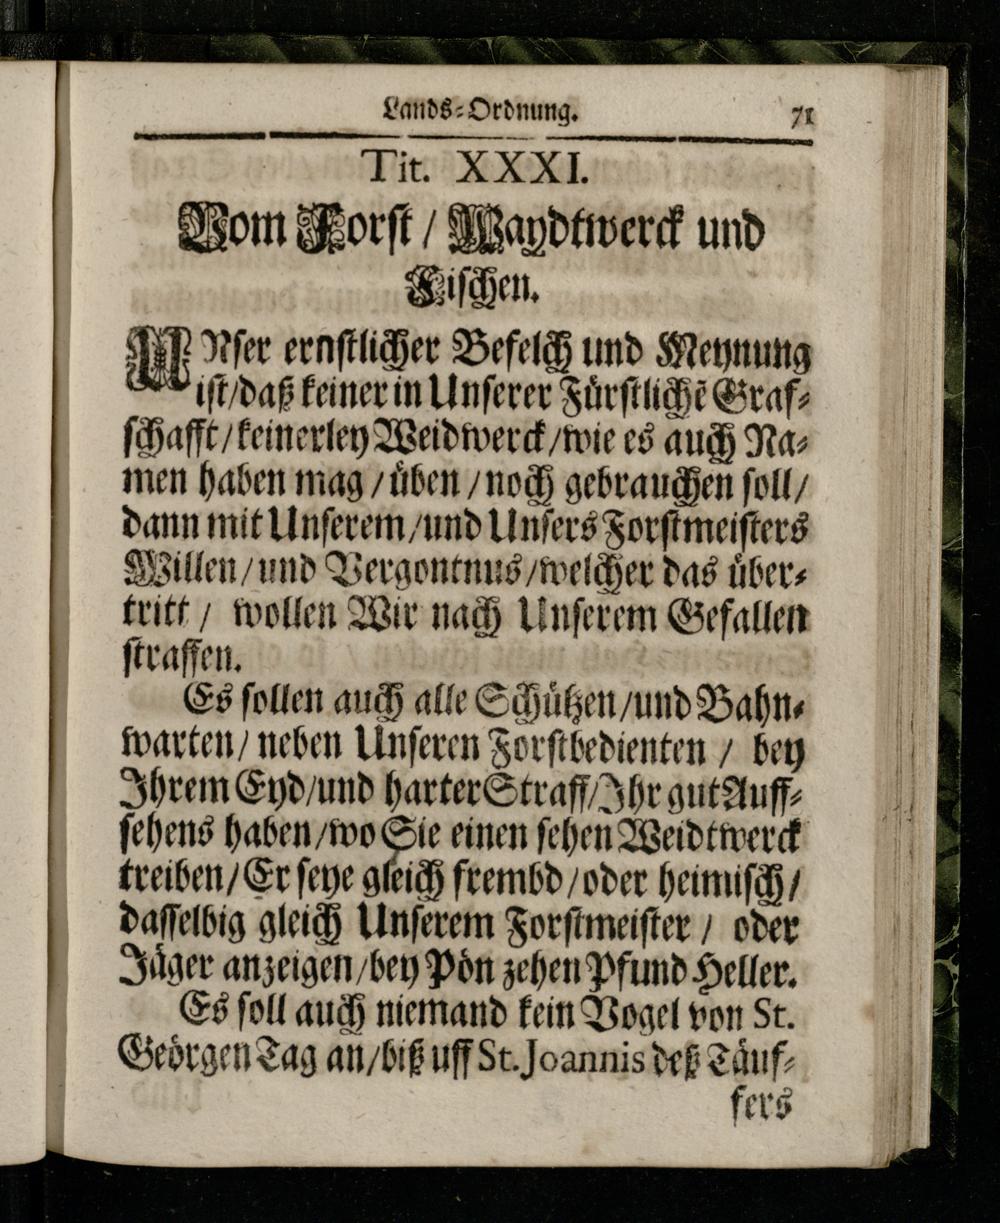 Lands-Ordnung. 71
Tit. XXXI.
Vom Forst / Waydtwerck und
Fischen.
UNser ernstlicher Befelch und Meynung
ist/daß keiner in Unserer Fürstlichē Graf-
schafft/keinerley Weidwerck/wie es auch Na-
men haben mag/üben/noch gebrauchen soll/
dann mit Unserem/und Unsers Forstmeisters
Willen/und Vergontnus/welcher das über-
tritt / wollen Wir nach Unserem Gefallen
straffen.
Es sollen auch alle Schützen/und Bahn-
warten/ neben Unseren Forstbedienten / bey
Ihrem Eyd/und harter Straff/Ihr gut Auff-
sehens haben/wo Sie einen sehen Weidtwerck
treiben/Er seye gleich frembd/oder heimisch/
dasselbig gleich Unserem Forstmeister / oder
Jäger anzeigen/bey Pön zehen Pfund Heller.
Es soll auch niemand kein Vogel von St.
Geörgen Tag an/biß uff St. Joannis deß Täuf-
fers